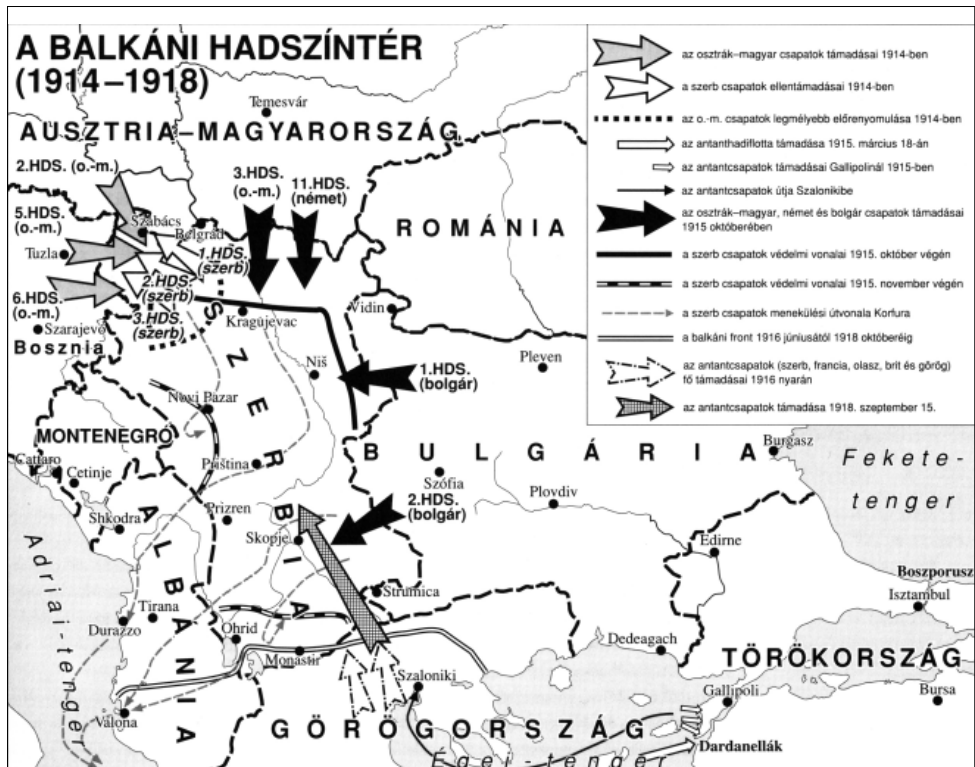 A BALKÁNI HADSZÍNTÉR
(1914–1918)
az osztrák–magyar csapatok támadásai 1914-ben
a szerb csapatok ellentámadásai 1914-ben
az o.-m. csapatok legmélyebb előrenyomulása 1914-ben
az antanthadiflotta támadása 1915. március 18-án
az antantcsapatok támadásai Gallipolinál 1915-ben
az antantcsapatok útja Szalonikibe
az osztrák–magyar, német és bolgár csapatok támadásai
1915 októberében
a szerb csapatok védelmi vonalai 1915. október végén
a szerb csapatok védelmi vonalai 1915. november végén
a szerb csapatok menekülési útvonala Korfura
a balkáni front 1916 júniusától 1918 októberéig
az antantcsapatok (szerb, francia, olasz, brit és görög)
fő támadásai 1916 nyarán
az antantcsapatok támadása 1918. szeptember 15.
Temesvár
AUSZTRIA–MAGYARORSZÁG
2.HDS.
(o.-m.)
3.HDS.
(o.-m.)
11.HDS.
(német)
5.HDS.
(o.-m.)
Szabács
Belgrád
ROMÁNIA
Tuzla
1.HDS.
(szerb)
2.HDS.
(szerb)
6.HDS.
(o.-m.)
3.HDS.
(szerb)
Szarajevó
Bosznia
Kragujevac
Vidin
SZERBIA
Niš
Pleven
1.HDS.
(bolgár)
Novi Pazar
MONTENEGRÓ
BULGÁRIA
Burgasz
Cattaro
Cetinje
Priština
Szófia
Fekete-
tenger
2.HDS.
(bolgár)
Plovdiv
Shkodra
Prizren
Skopje
ALBÁNIA
Edirne
Adriai-tenger
Boszporusz
Isztambul
Strumica
Tirana
Durazzo
Ohrid
Dedeagach
Monastir
TÖRÖKORSZÁG
Szaloniki
Gallipoli
Bursa
Valona
GÖRÖGORSZÁG
Dardanellák
Égei-tenger